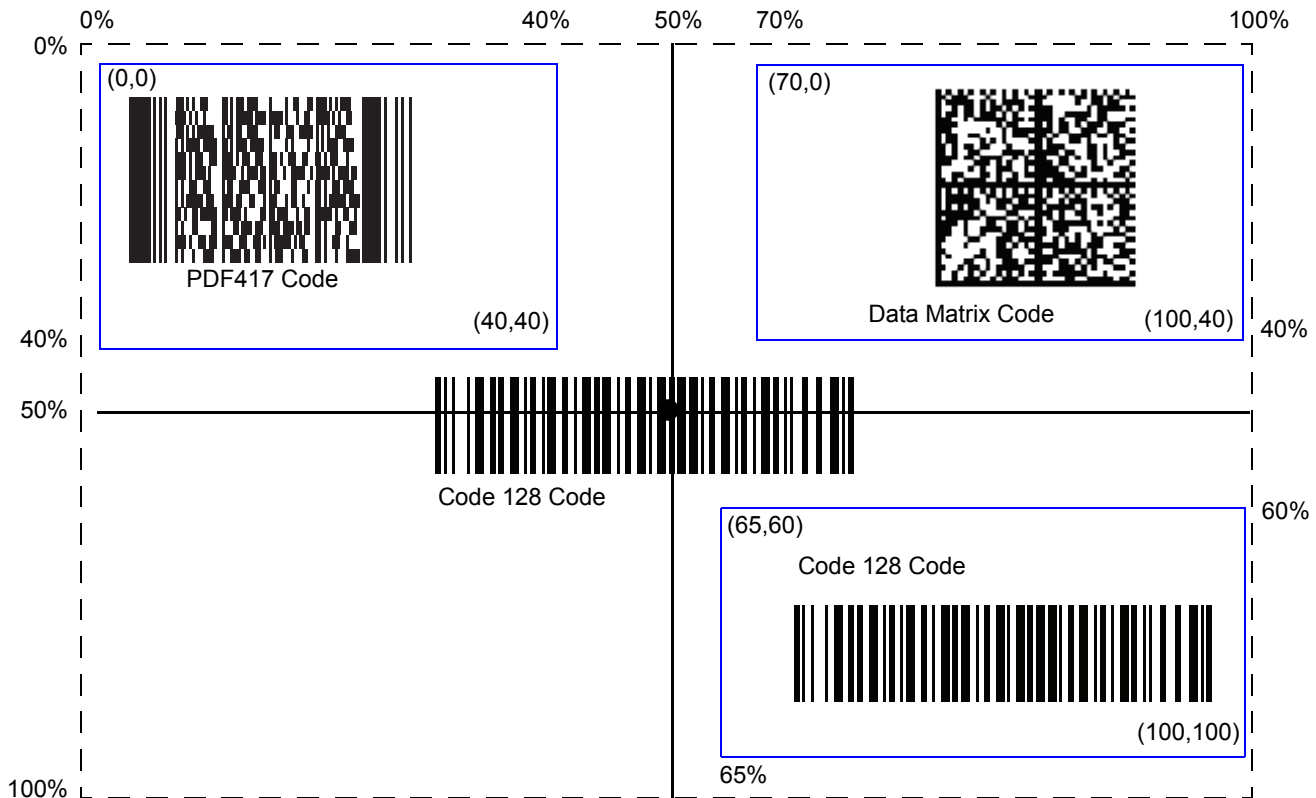 0% 40% 50% 70% 100%
0%
(0,0)
(70,0)
PDF417 Code
Data Matrix Code
(40,40)
(100,40)
40%
40%
50%
Code 128 Code
60%
(65,60)
Code 128 Code
(100,100)
65%
100%